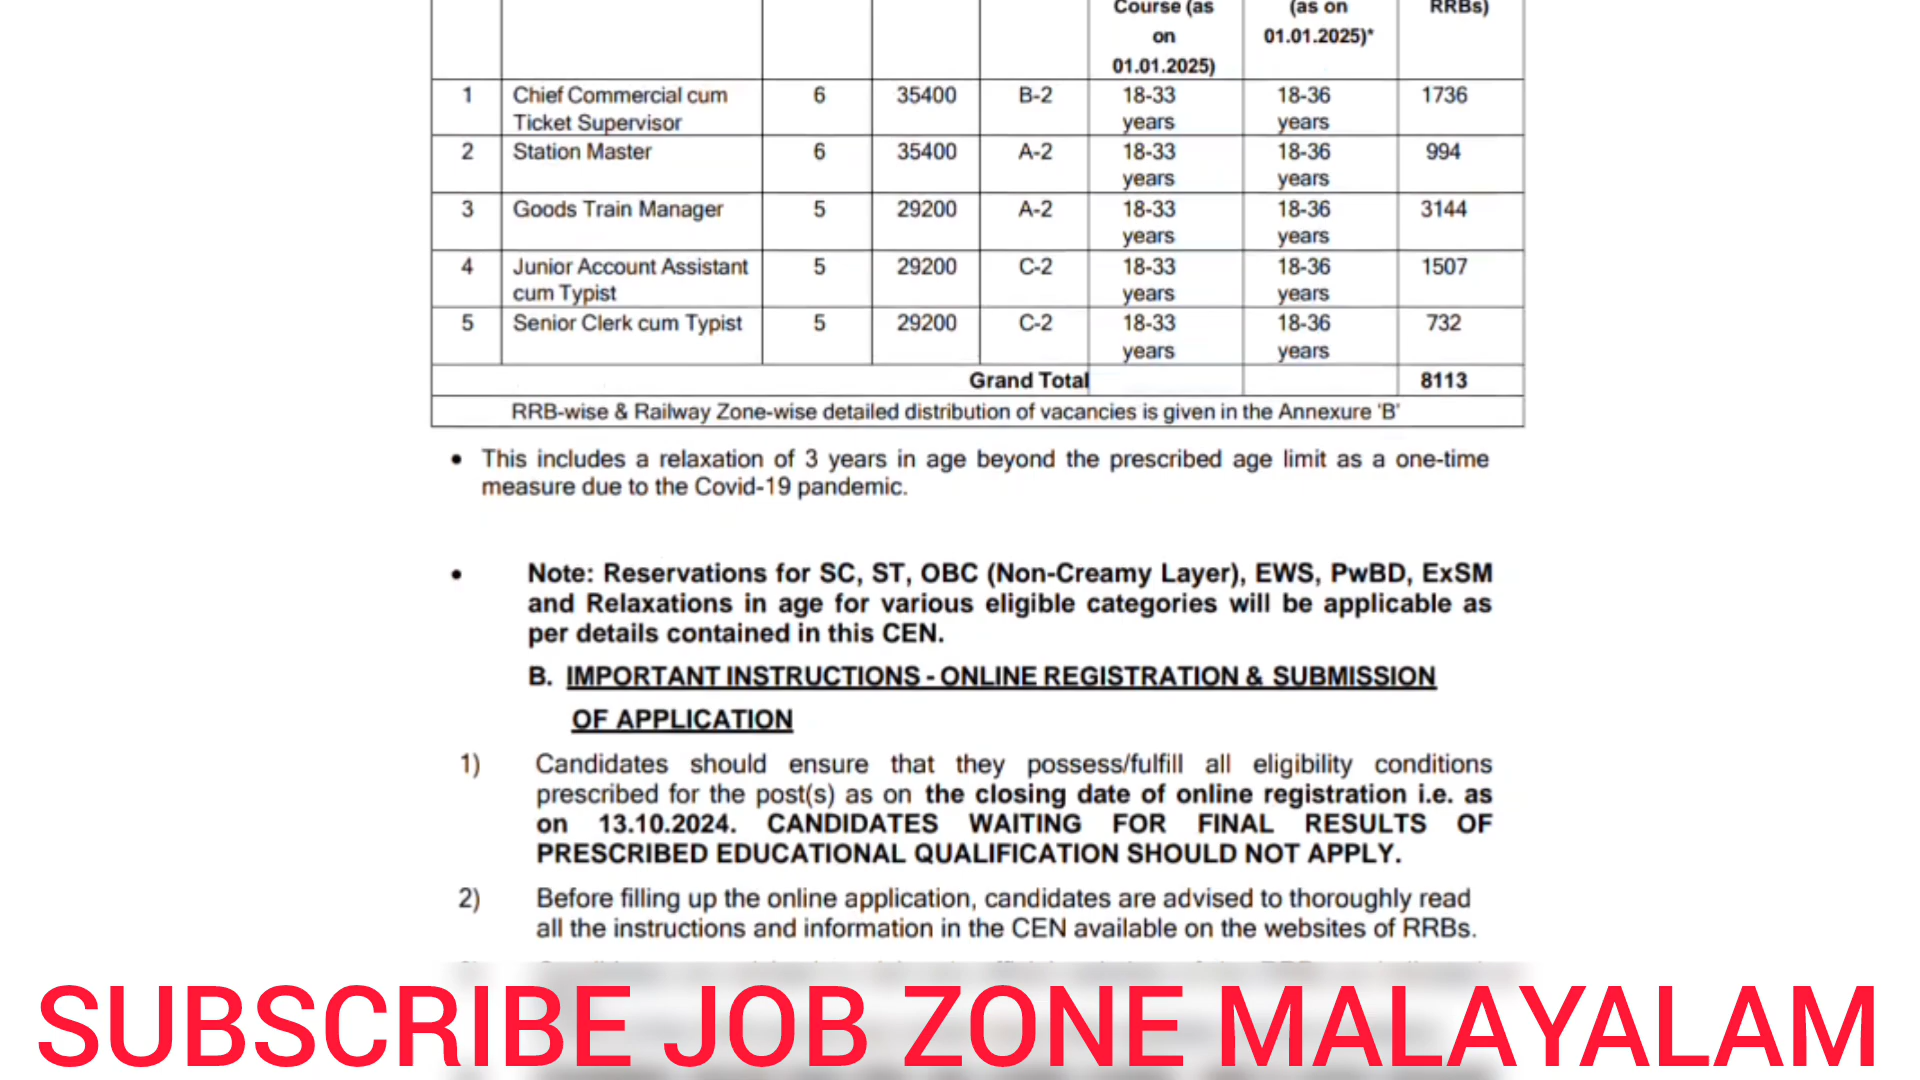 Course (as (as on RRBs)
on 01.01.2025)*
01.01.2025)
1 Chief Commercial cum 6 35400 B-2 18-33 18-36 1736
Ticket Supervisor years years
2 Station Master 6 35400 A-2 18-33 18-36 994
years years
3 Goods Train Manager 5 29200 A-2 18-33 18-36 3144
years years
4 Junior Account Assistant 5 29200 C-2 18-33 18-36 1507
cum Typist years years
5 Senior Clerk cum Typist 5 29200 C-2 18-33 18-36 732
years years
Grand Total 8113
RRB-wise & Railway Zone-wise detailed distribution of vacancies is given in the Annexure 'B'
• This includes a relaxation of 3 years in age beyond the prescribed age limit as a one-time
measure due to the Covid-19 pandemic.
• Note: Reservations for SC, ST, OBC (Non-Creamy Layer), EWS, PwBD, ExSM
and Relaxations in age for various eligible categories will be applicable as
per details contained in this CEN.
B. IMPORTANT INSTRUCTIONS - ONLINE REGISTRATION & SUBMISSION
OF APPLICATION
1) Candidates should ensure that they possess/fulfill all eligibility conditions
prescribed for the post(s) as on the closing date of online registration i.e. as
on 13.10.2024. CANDIDATES WAITING FOR FINAL RESULTS OF
PRESCRIBED EDUCATIONAL QUALIFICATION SHOULD NOT APPLY.
2) Before filling up the online application, candidates are advised to thoroughly read
all the instructions and information in the CEN available on the websites of RRBs.
SUBSCRIBE JOB ZONE MALAYALAM